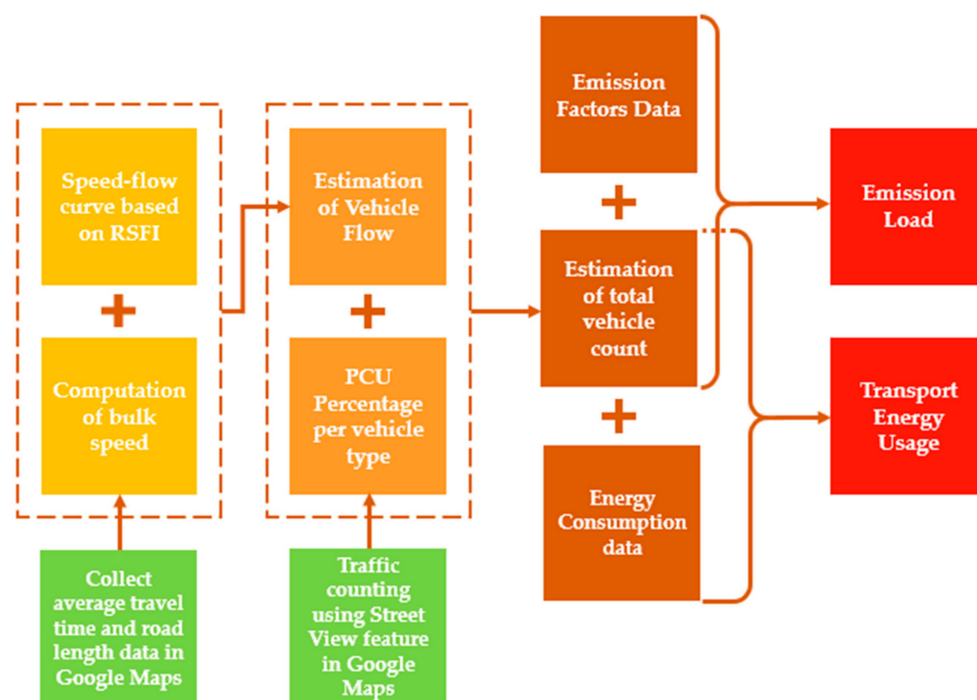 Speed-flow
curve based
on RSFI
Computation
of bulk
speed
Collect
average travel
time and road
length data in
Google Maps
Estimation
of Vehicle
Flow
PCU
Percentage
per vehicle
type
Traffic
counting
using Street
View feature
in Google
Maps
Emission
Factors Data
Estimation
of total
vehicle
count
Energy
Consumption
data
Emission
Load
Transport
Energy
Usage